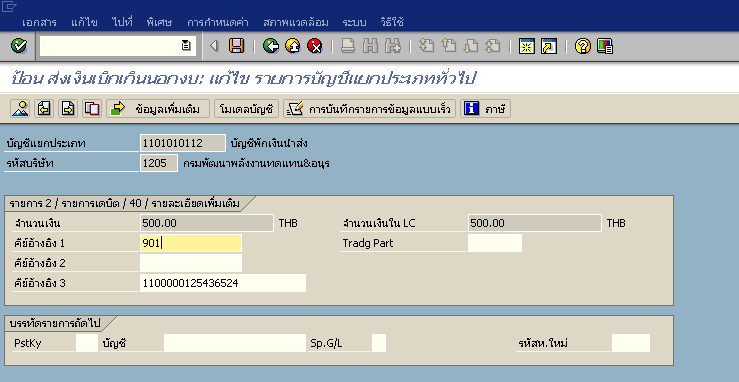 เอกสาร แก้ไข ไปที่ พิเศษ การกำหนดค่า สภาพแวดล้อม ระบบ วิธีใช้
ป้อน ส่งเงินเบิกเกินนอกงบ: แก้ไข รายการบัญชีแยกประเภททั่วไป
ข้อมูลเพิ่มเติม โมเดลบัญชี การบันทึกรายการข้อมูลแบบเร็ว ภาษี
บัญชีแยกประเภท 1101010112 บัญชีพักเงินนำส่ง
รหัสบริษัท 1205 กรมพัฒนาพลังงานทดแทน&อนุร
รายการ 2 / รายการเดบิต / 40 / รายละเอียดเพิ่มเติม
จำนวนเงิน 500.00 THB จำนวนเงินใน LC 500.00 THB
คีย์อ้างอิง 1 901 Tradg Part
คีย์อ้างอิง 2
คีย์อ้างอิง 3 1100000125436524
บรรทัดรายการถัดไป
PstKy บัญชี Sp.G/L รหัสบ.ใหม่